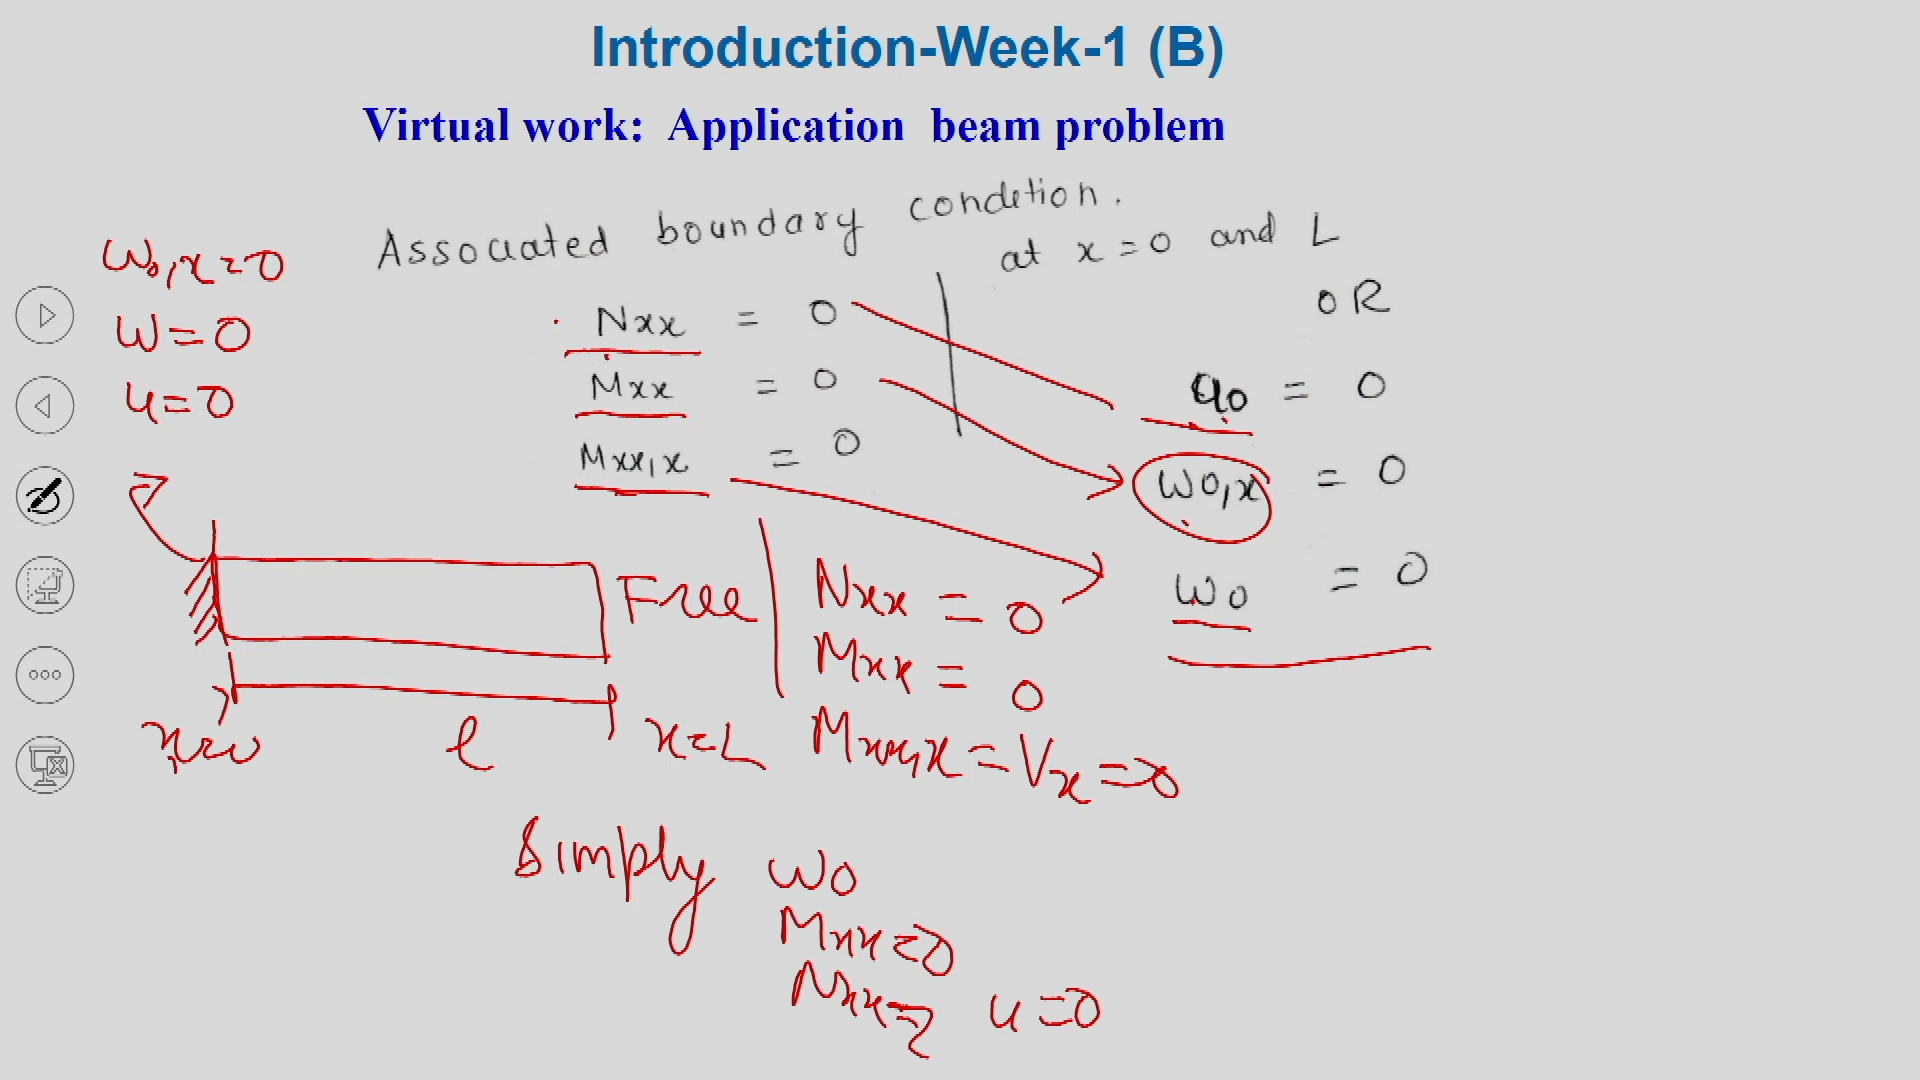 Introduction-Week-1 (B)
Virtual work: Application beam problem
Associated boundary condition.
at x = 0 and L
OR
Nxx = 0
Mxx = 0
Mxx,x = 0
u0 = 0
w0,x = 0
w0 = 0
w0,x=0
w=0
u=0
Free
Nxx = 0
Mxx = 0
Mxx,x = Vx = 0
l
x=L
Simply
w0
Mxx=0
Nxx=
u=0